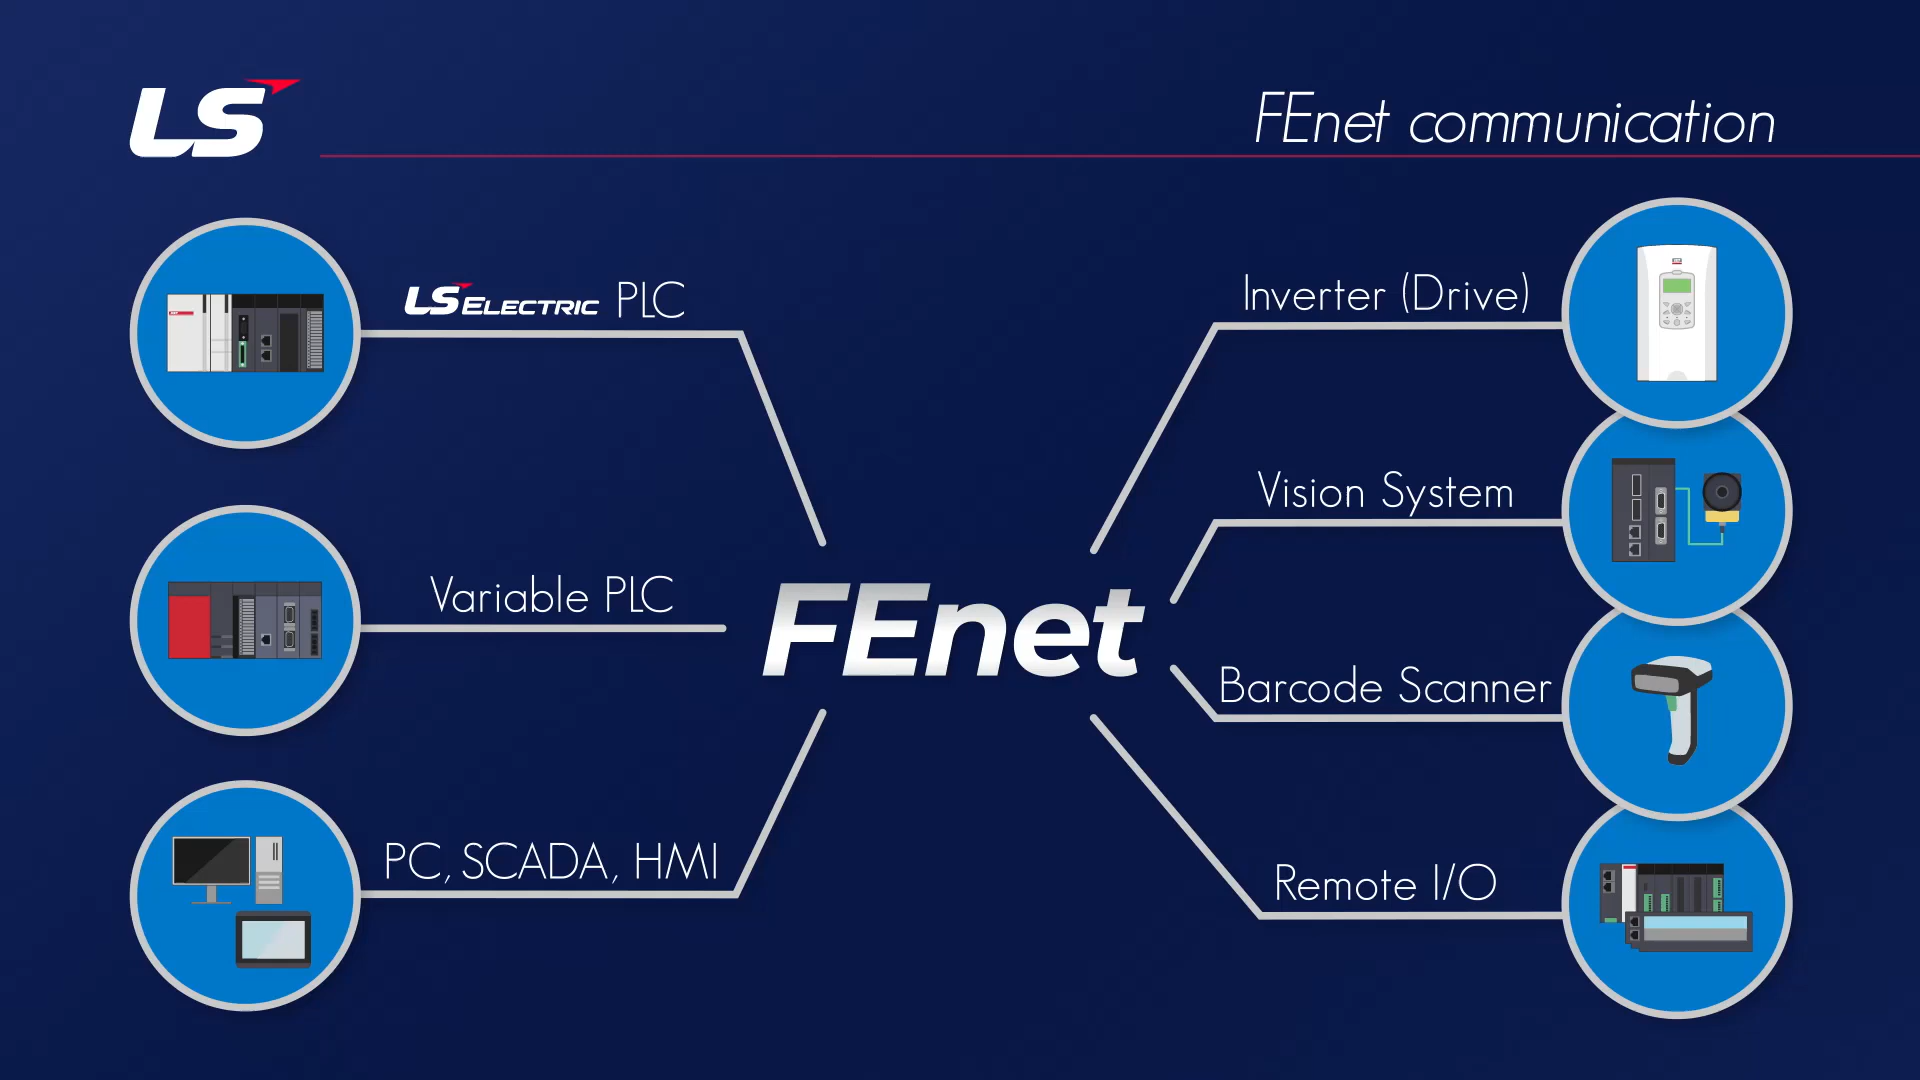 LS
FEnet communication
LS ELECTRIC PLC
Inverter (Drive)
Vision System
Variable PLC
FEnet
Barcode Scanner
PC, SCADA, HMI
Remote I/O